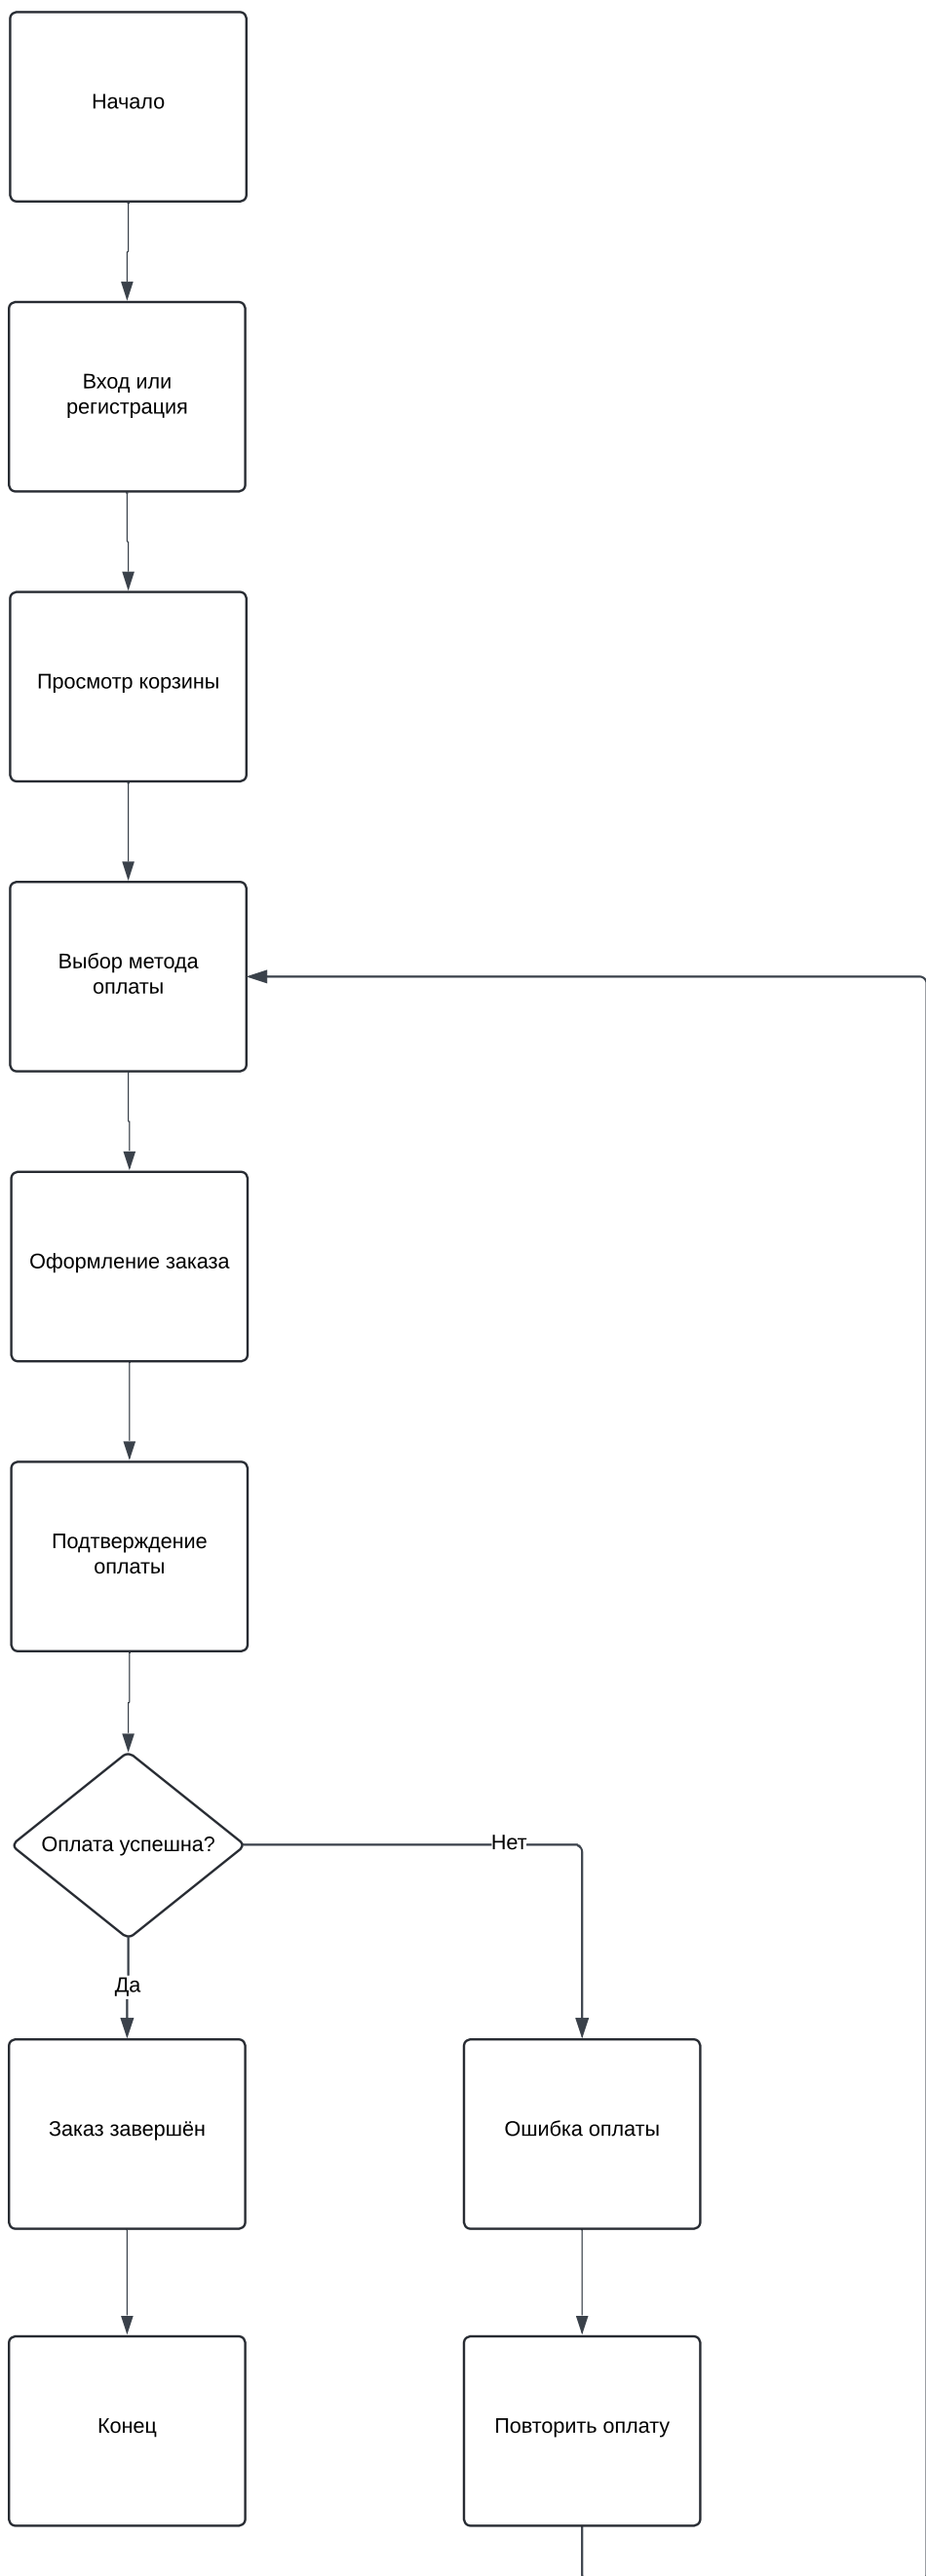 Начало
Вход или
регистрация
Просмотр корзины
Выбор метода
оплаты
Оформление заказа
Подтверждение
оплаты
Оплата успешна?
Нет
Да
Заказ завершён
Ошибка оплаты
Конец
Повторить оплату